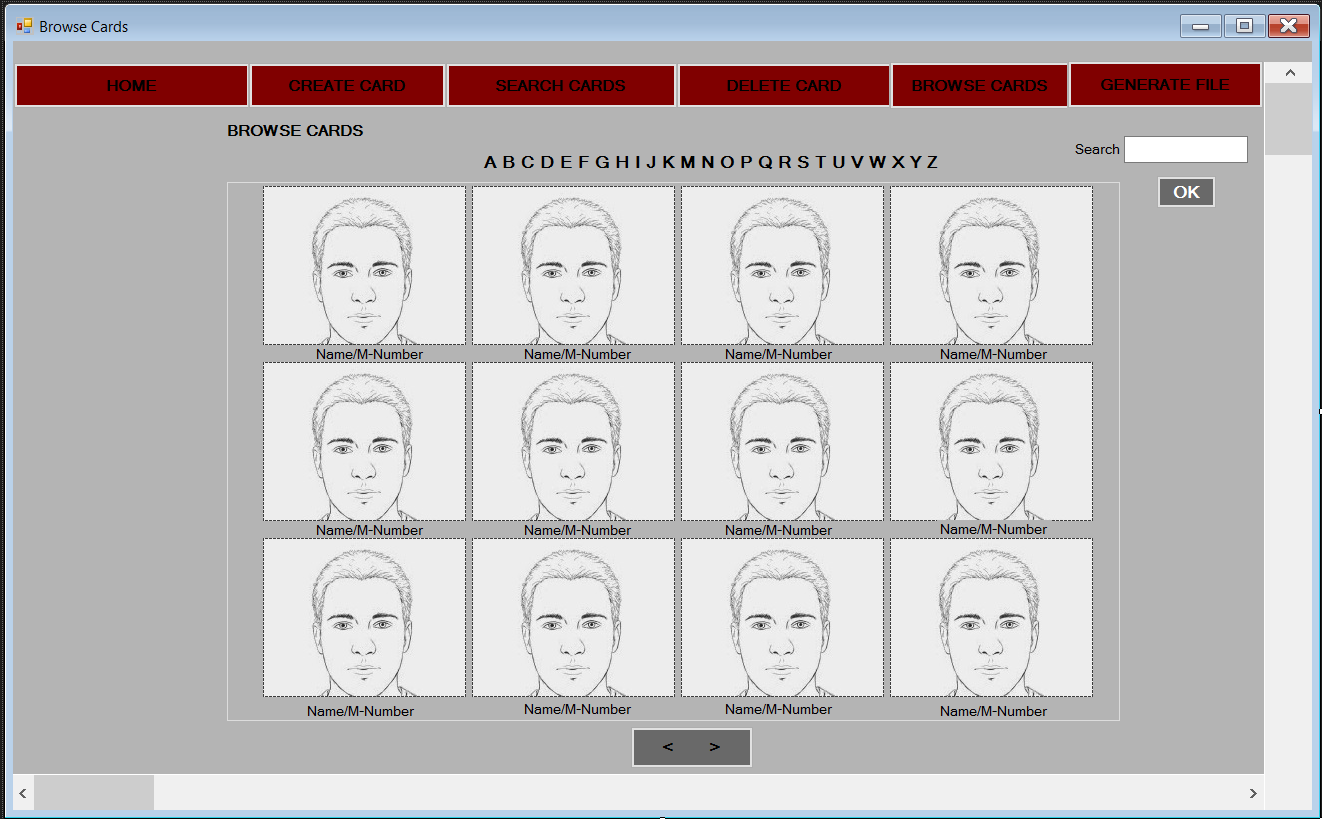 Browse Cards
HOME CREATE CARD SEARCH CARDS DELETE CARD BROWSE CARDS GENERATE FILE
BROWSE CARDS
Search
A B C D E F G H I J K M N O P Q R S T U V W X Y Z
OK
Name/M-Number Name/M-Number Name/M-Number Name/M-Number
Name/M-Number Name/M-Number Name/M-Number Name/M-Number
Name/M-Number Name/M-Number Name/M-Number Name/M-Number
< >